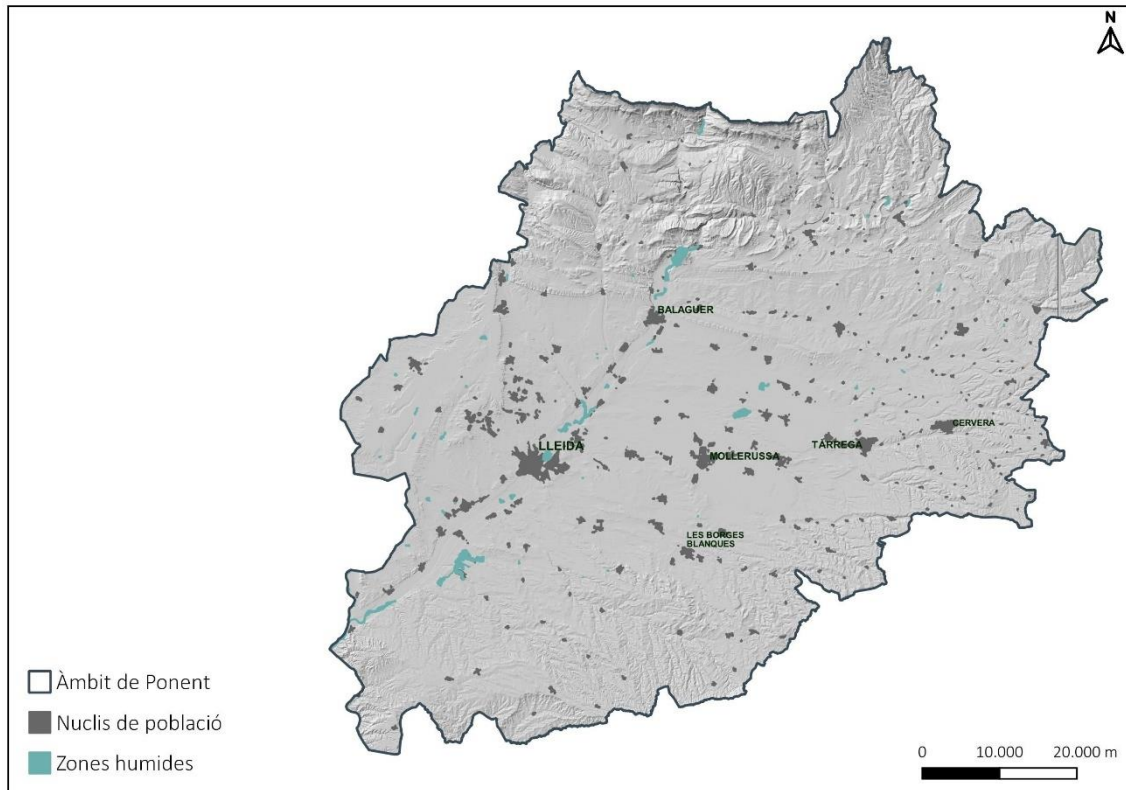 N
BALAGUER
LLEIDA
MOLLERUSSA
TÀRREGA
CERVERA
LES BORGES
BLANQUES
Àmbit de Ponent
Nuclis de població
Zones humides
0 10.000 20.000 m